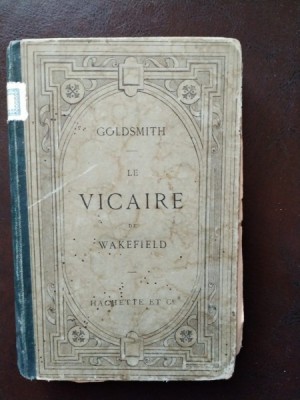 GOLDSMITH
LE
VICAIRE
DE
WAKEFIELD
HACHETTE ET Cie